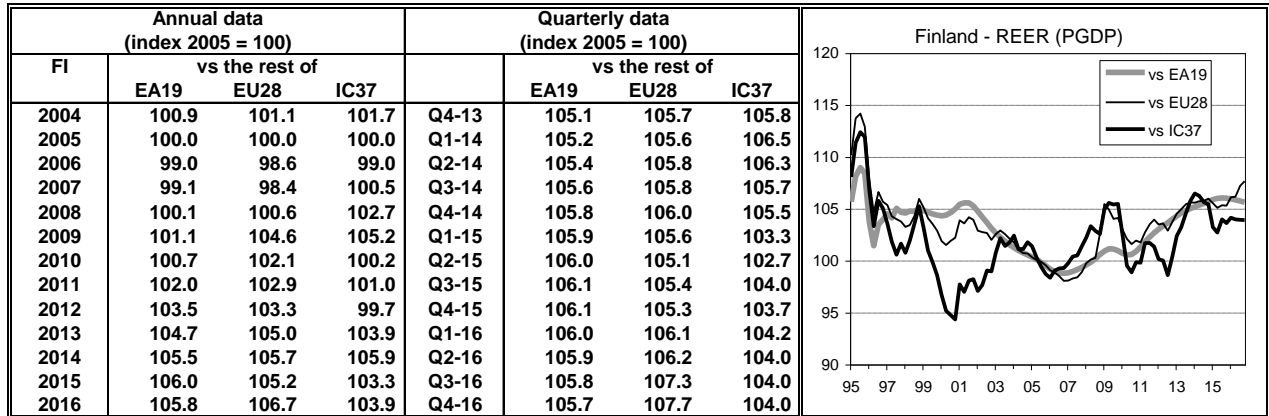 Annual data
(index 2005 = 100)
Quarterly data
(index 2005 = 100)
FI vs the rest of vs the rest of
EA19 EU28 IC37 EA19 EU28 IC37
2004 100.9 101.1 101.7 Q4-13 105.1 105.7 105.8
2005 100.0 100.0 100.0 Q1-14 105.2 105.6 106.5
2006 99.0 98.6 99.0 Q2-14 105.4 105.8 106.3
2007 99.1 98.4 100.5 Q3-14 105.6 105.8 105.7
2008 100.1 100.6 102.7 Q4-14 105.8 106.0 105.5
2009 101.1 104.6 105.2 Q1-15 105.9 105.6 103.3
2010 100.7 102.1 100.2 Q2-15 106.0 105.1 102.7
2011 102.0 102.9 101.0 Q3-15 106.1 105.4 104.0
2012 103.5 103.3 99.7 Q4-15 106.1 105.3 103.7
2013 104.7 105.0 103.9 Q1-16 106.0 106.1 104.2
2014 105.5 105.7 105.9 Q2-16 105.9 106.2 104.0
2015 106.0 105.2 103.3 Q3-16 105.8 107.3 104.0
2016 105.8 106.7 103.9 Q4-16 105.7 107.7 104.0
Finland - REER (PGDP)
vs EA19
vs EU28
vs IC37
120
115
110
105
100
95
90
95 97 99 01 03 05 07 09 11 13 15